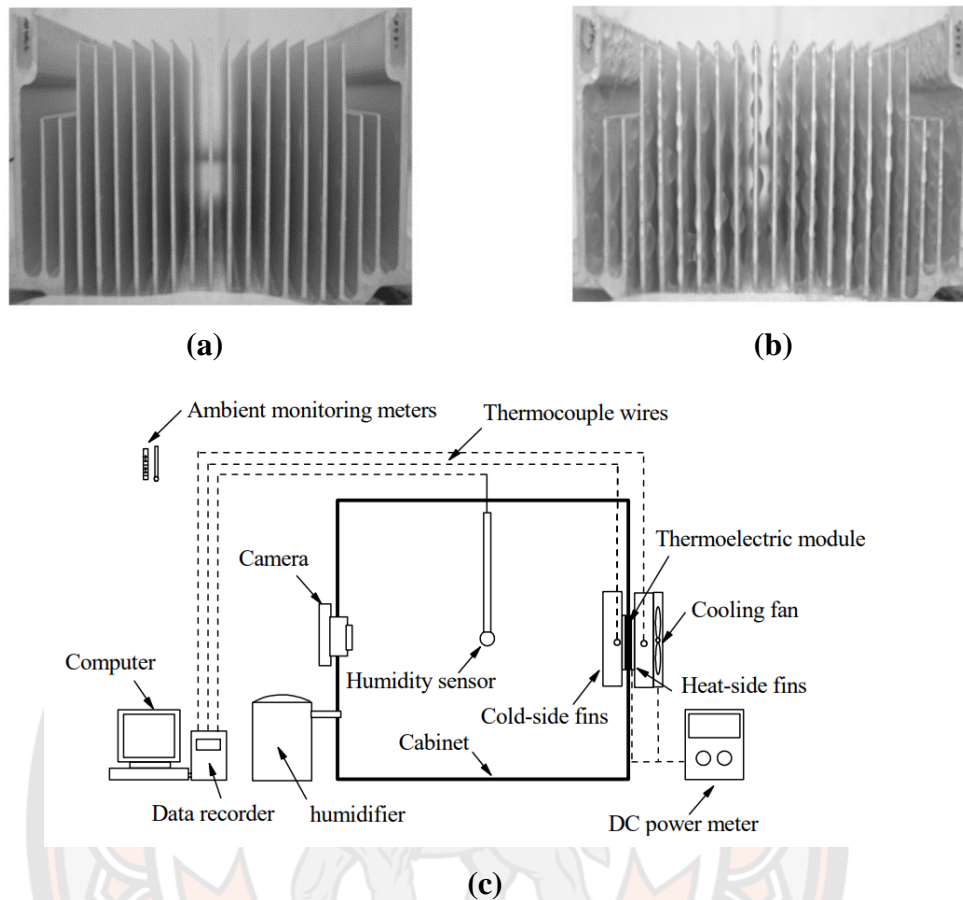 (a)
(b)
Ambient monitoring meters
Thermocouple wires
Thermoelectric module
Camera
Cooling fan
Computer
Humidity sensor
Heat-side fins
Cold-side fins
Cabinet
Data recorder
humidifier
DC power meter
(c)